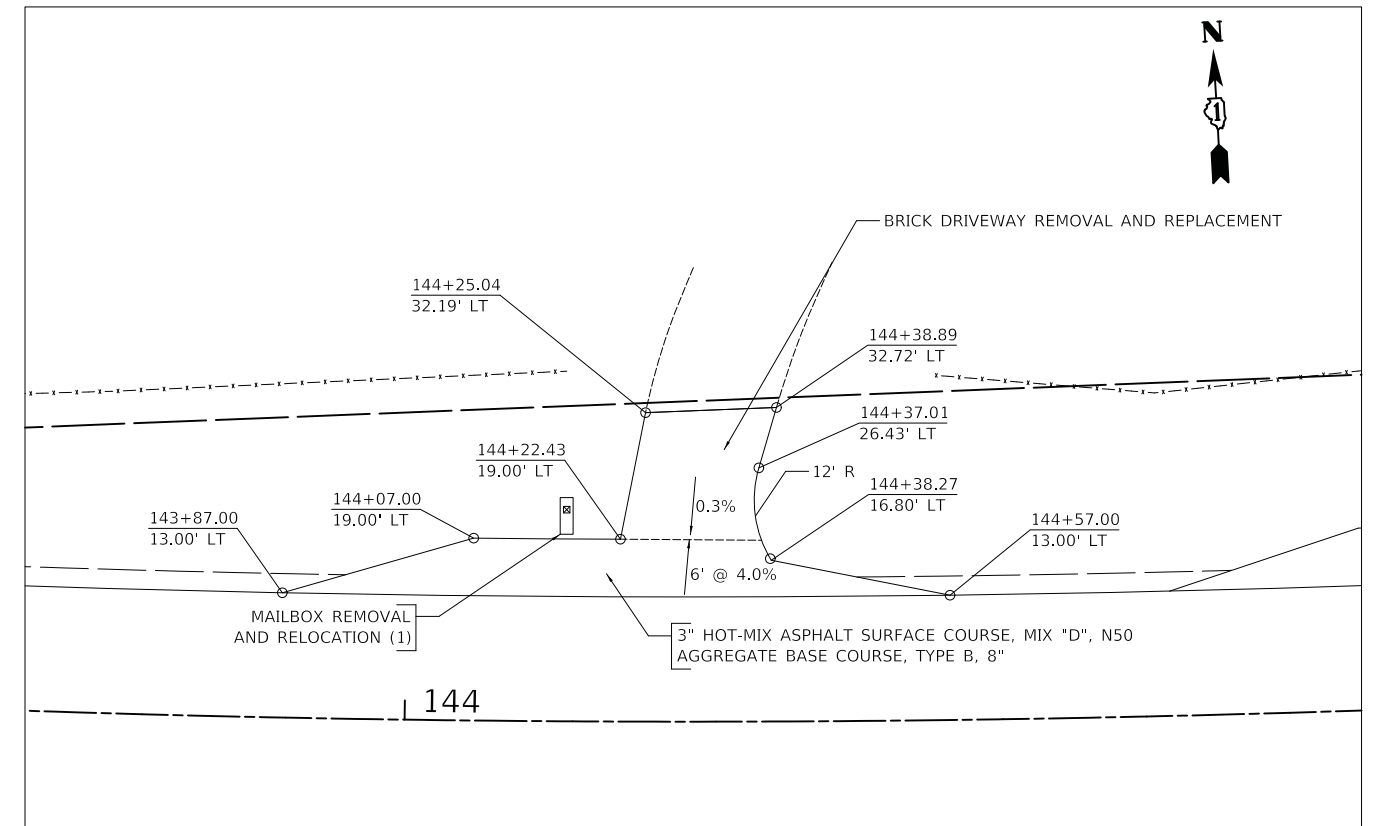 N
1
BRICK DRIVEWAY REMOVAL AND REPLACEMENT
144+25.04
32.19' LT
144+38.89
32.72' LT
144+37.01
26.43' LT
144+22.43
19.00' LT
12' R
144+38.27
16.80' LT
144+07.00
19.00' LT
0.3%
143+87.00
13.00' LT
144+57.00
13.00' LT
6' @ 4.0%
MAILBOX REMOVAL
AND RELOCATION (1)
3" HOT-MIX ASPHALT SURFACE COURSE, MIX "D", N50
AGGREGATE BASE COURSE, TYPE B, 8"
144